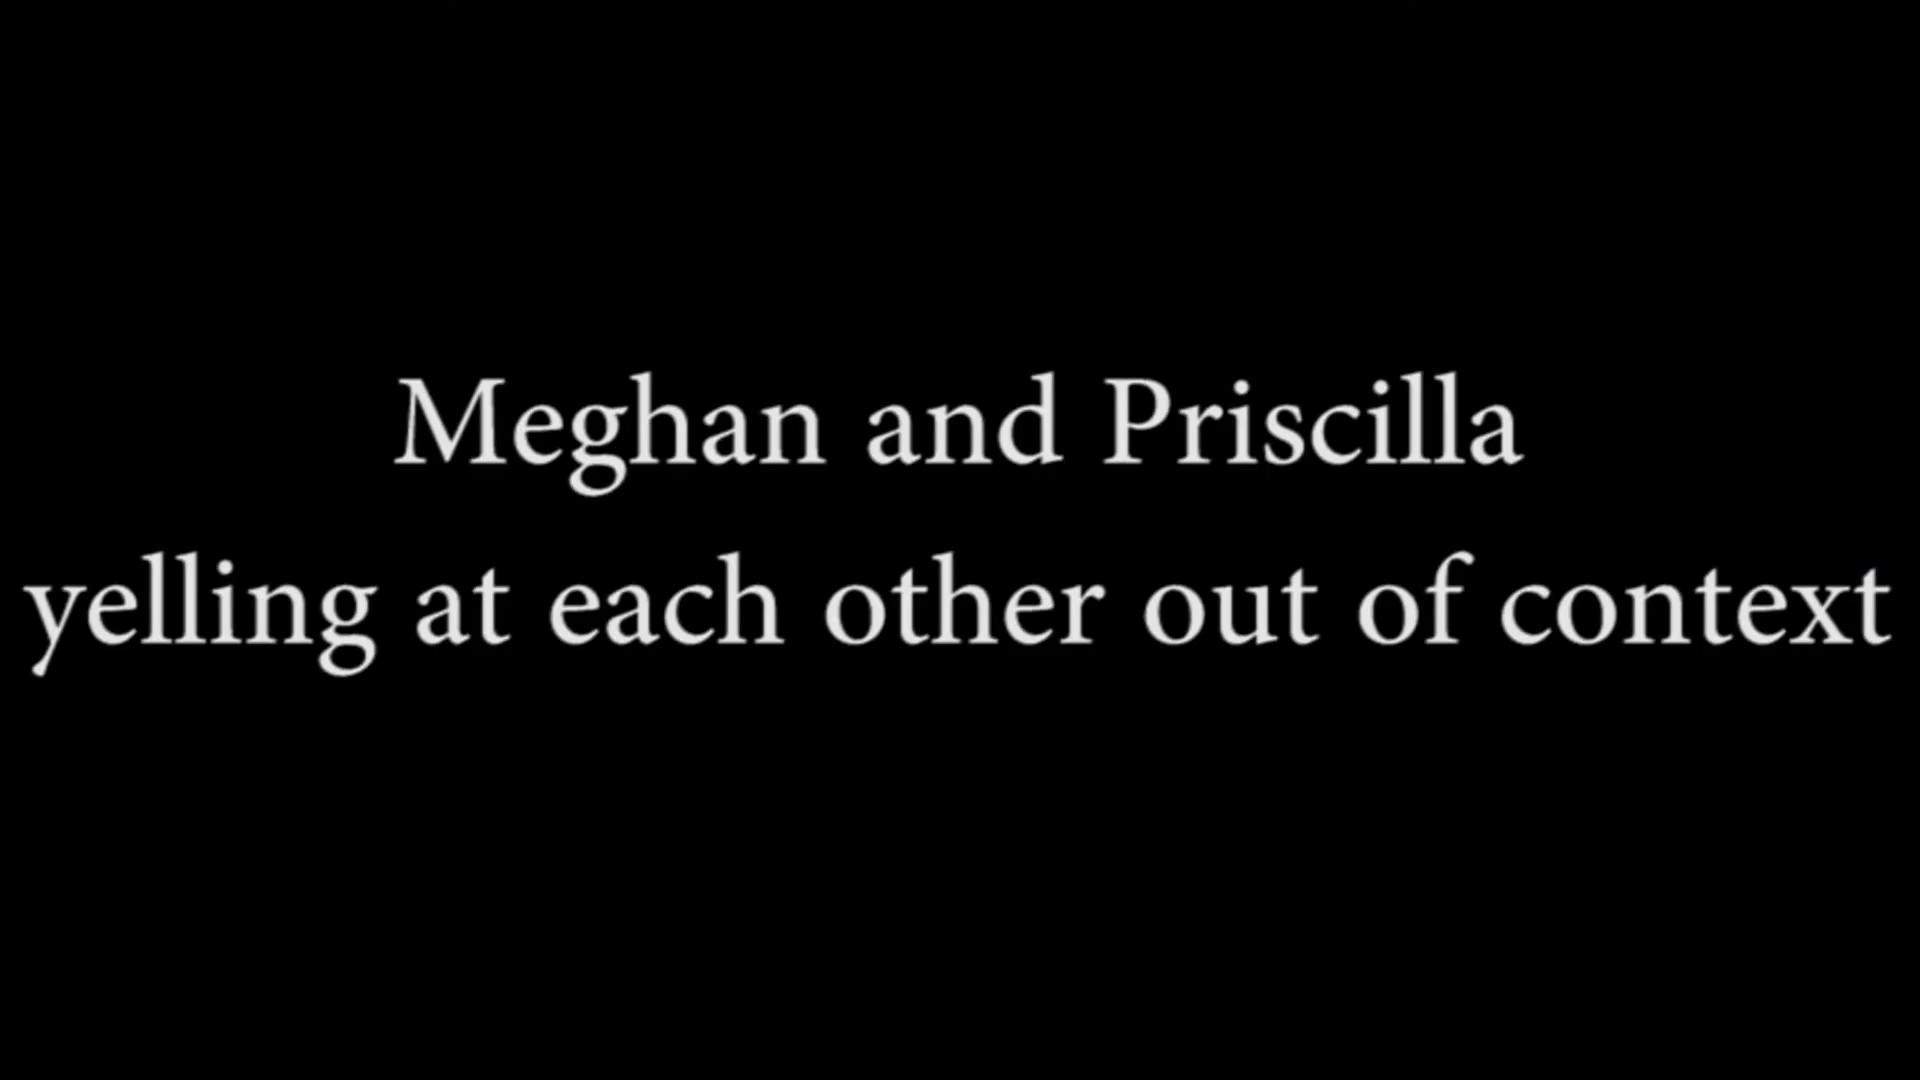 Meghan and Priscilla
yelling at each other out of context